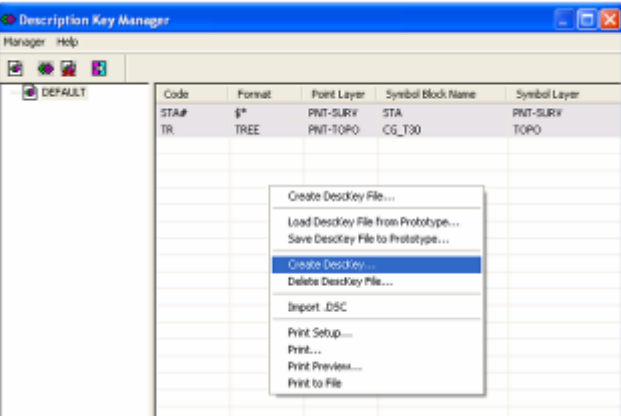 Description Key Manager
Manager Help
DEFAULT
Code Format Point Layer Symbol Block Name Symbol Layer
STA# $* PNT-SURV STA PNT-SURV
TR TREE PNT-TOPO CG_T30 TOPO
Create DescKey File...
Load DescKey File from Prototype...
Save DescKey File to Prototype...
Create DescKey...
Delete DescKey File...
Import .DSC
Print Setup...
Print...
Print Preview...
Print to File